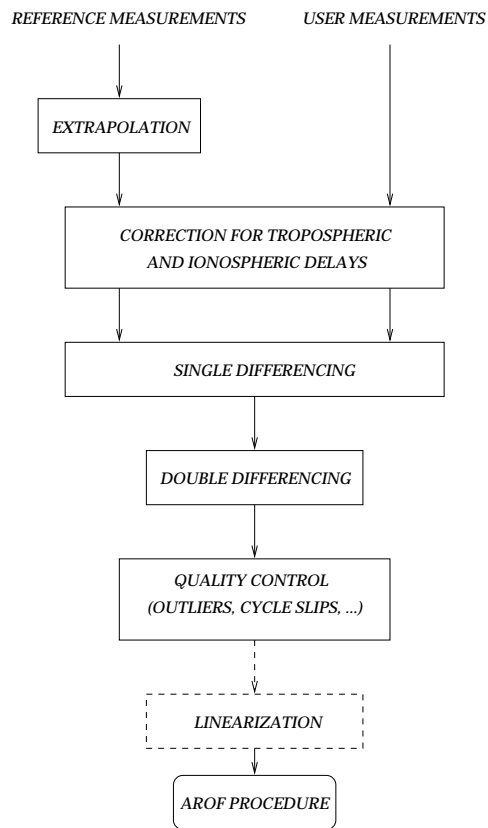 REFERENCE MEASUREMENTS
USER MEASUREMENTS
EXTRAPOLATION
CORRECTION FOR TROPOSPHERIC
AND IONOSPHERIC DELAYS
SINGLE DIFFERENCING
DOUBLE DIFFERENCING
QUALITY CONTROL
(OUTLIERS, CYCLE SLIPS, ...)
LINEARIZATION
AROF PROCEDURE